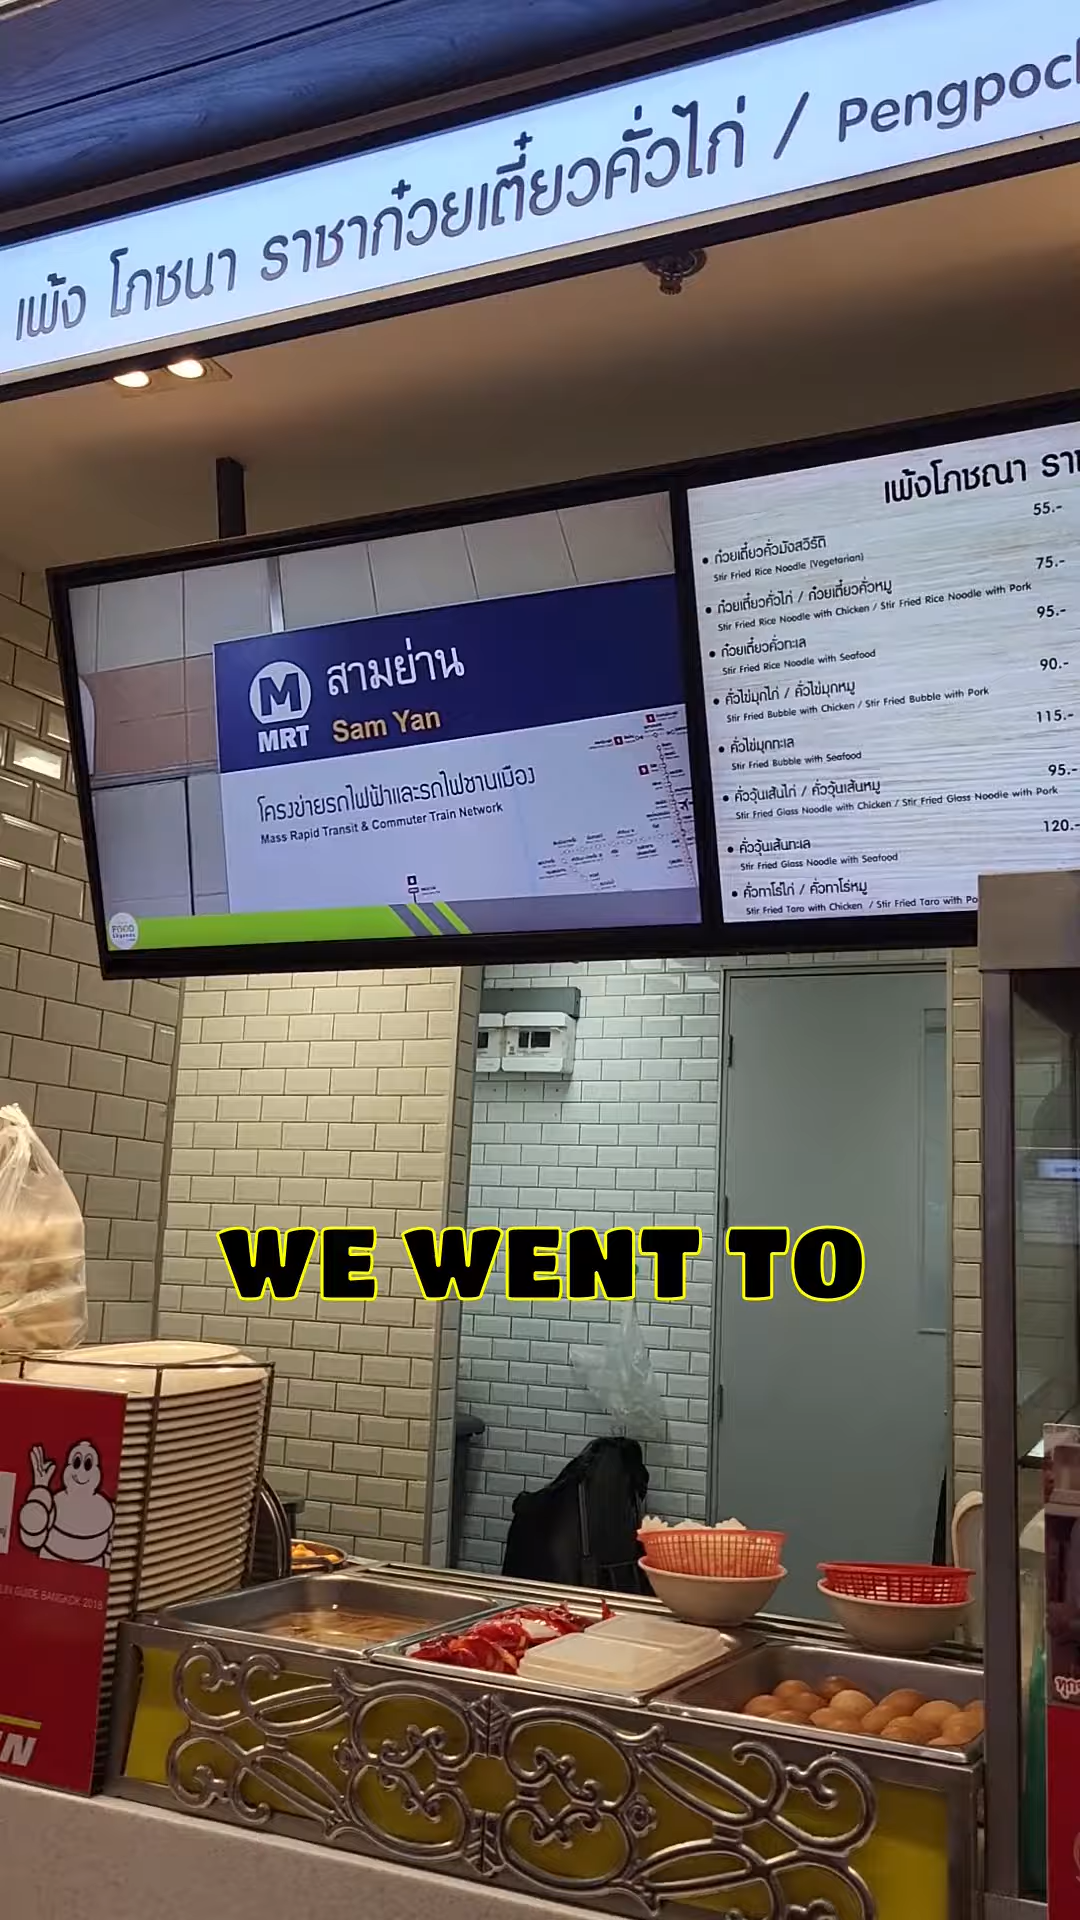 เพ้ง โภชนา ราชาก๋วยเตี๋ยวคั่วไก่ / Pengpoch
เพ้งโภชณา ราช
สามย่าน
MRT Sam Yan
โครงข่ายรถไฟฟ้าและรถไฟชานเมือง
Mass Rapid Transit & Commuter Train Network
FOOD
55.-
ก๋วยเตี๋ยวคั่วมังสวิรัติ
Stir Fried Rice Noodle (Vegetarian)
75.-
ก๋วยเตี๋ยวคั่วไก่ / ก๋วยเตี๋ยวคั่วหมู
Stir Fried Rice Noodle with Chicken / Stir Fried Rice Noodle with Pork
95.-
ก๋วยเตี๋ยวคั่วทะเล
Stir Fried Rice Noodle with Seafood
90.-
คั่วไข่มุกไก่ / คั่วไข่มุกหมู
Stir Fried Bubble with Chicken / Stir Fried Bubble with Pork
115.-
คั่วไข่มุกทะเล
Stir Fried Bubble with Seafood
95.-
คั่ววุ้นเส้นไก่ / คั่ววุ้นเส้นหมู
Stir Fried Glass Noodle with Chicken / Stir Fried Glass Noodle with Pork
120.-
คั่ววุ้นเส้นทะเล
Stir Fried Glass Noodle with Seafood
คั่วทาโร่ไก่ / คั่วทาโร่หมู
Stir Fried Taro with Chicken / Stir Fried Taro with Po
WE WENT TO
LIN GUIDE BANGKOK 2018
IN